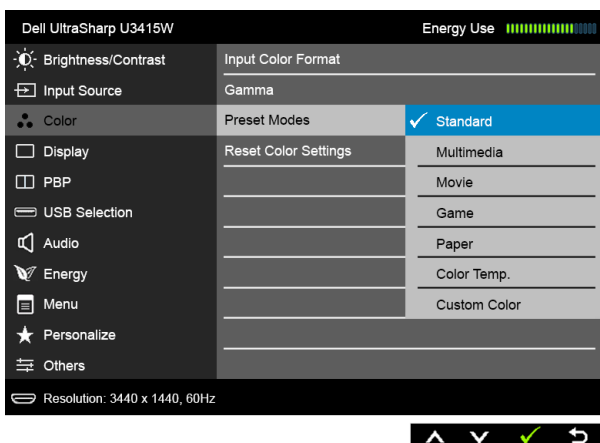 Dell UltraSharp U3415W Energy Use
Brightness/Contrast Input Color Format
Input Source Gamma
Color Preset Modes Standard
Display Reset Color Settings Multimedia
PBP Movie
USB Selection Game
Audio Paper
Energy Color Temp.
Menu Custom Color
Personalize
Others
Resolution: 3440 x 1440, 60Hz